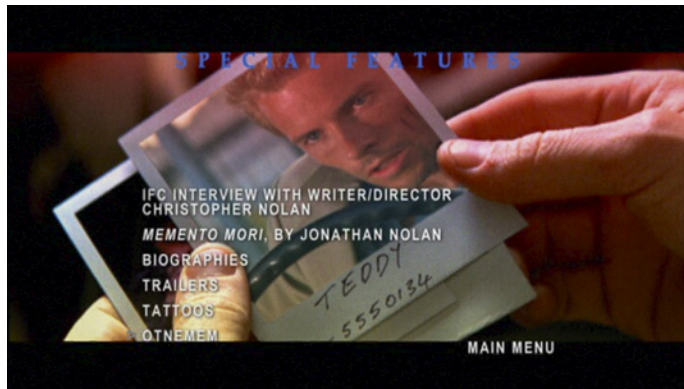 SPECIAL FEATURES
IFC INTERVIEW WITH WRITER/DIRECTOR
CHRISTOPHER NOLAN
MEMENTO MORI, BY JONATHAN NOLAN
BIOGRAPHIES
TRAILERS
TATTOOS
OTNEMEM
TEDDY
5550134
MAIN MENU